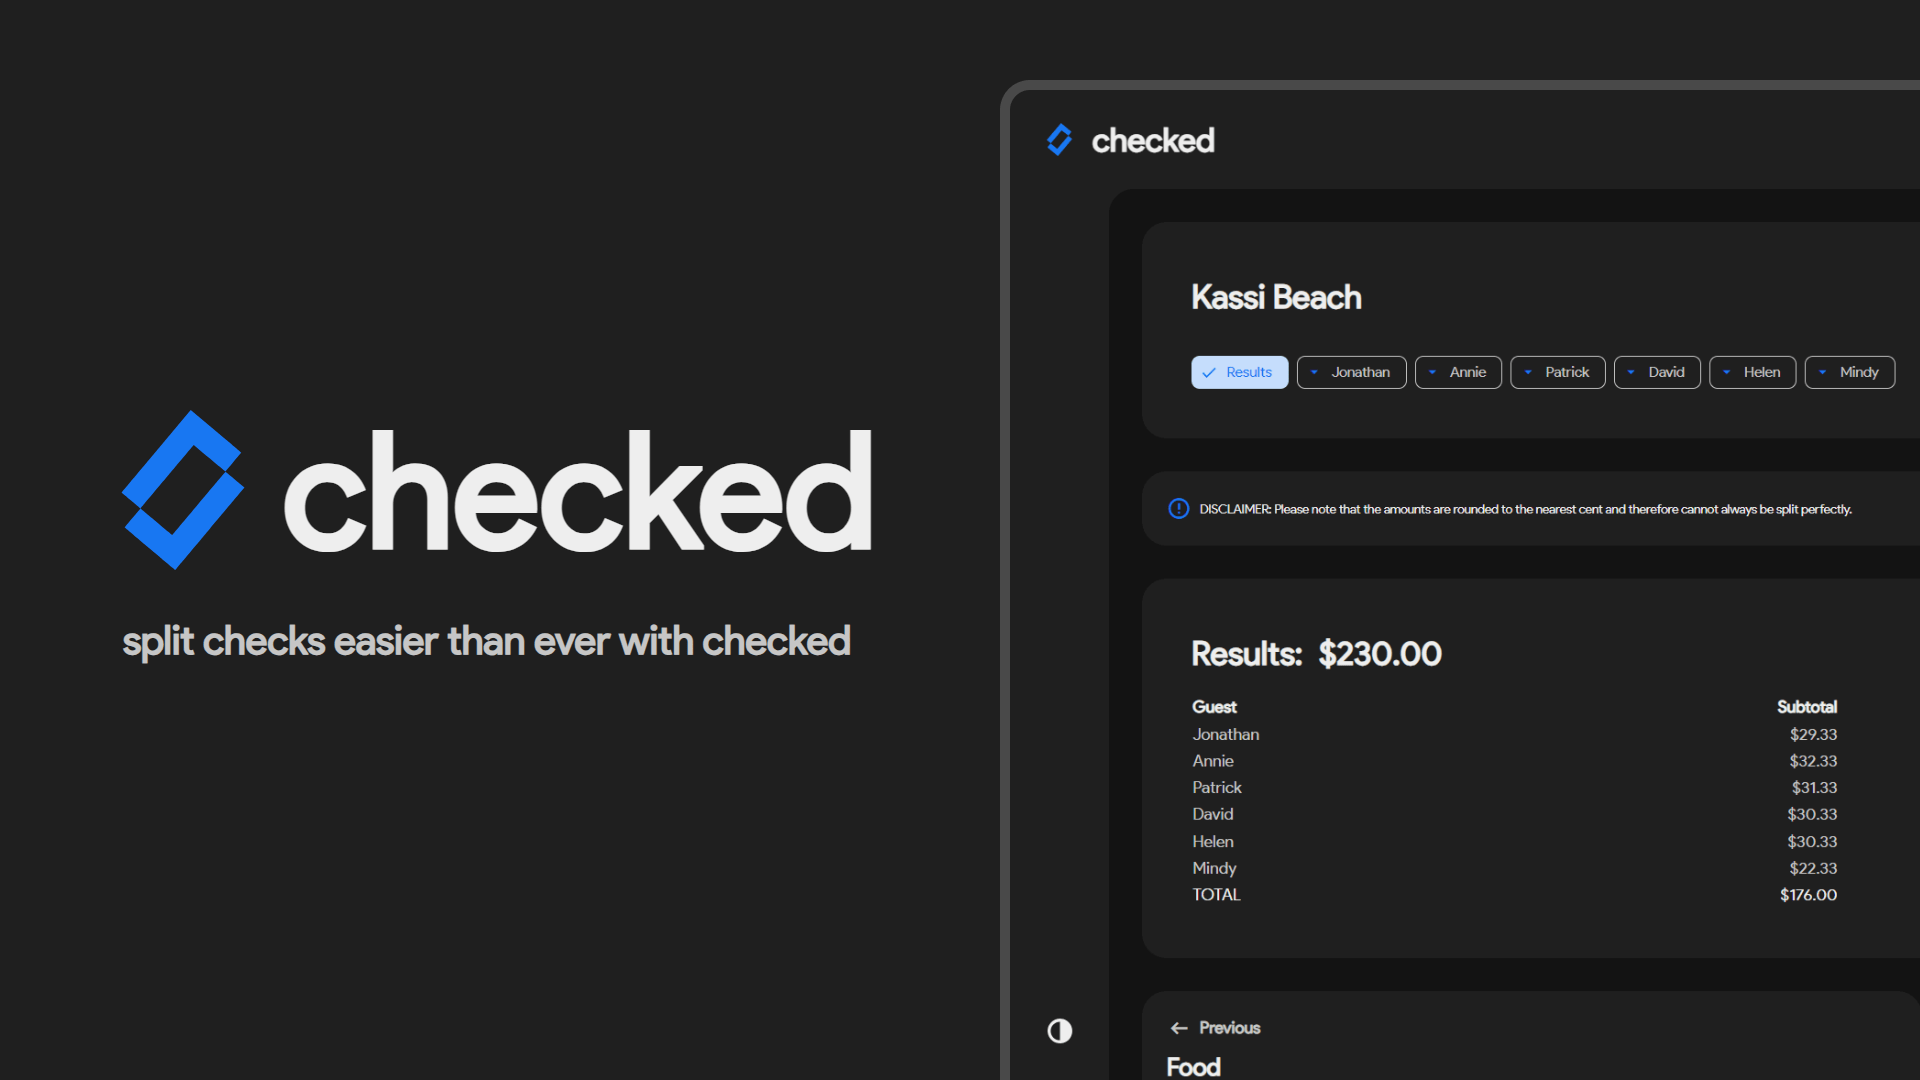 checked
split checks easier than ever with checked
checked
Kassi Beach
Results Jonathan Annie Patrick David Helen Mindy
DISCLAIMER: Please note that the amounts are rounded to the nearest cent and therefore cannot always be split perfectly.
Results: $230.00
Guest Subtotal
Jonathan $29.33
Annie $32.33
Patrick $31.33
David $30.33
Helen $30.33
Mindy $22.33
TOTAL $176.00
Previous
Food